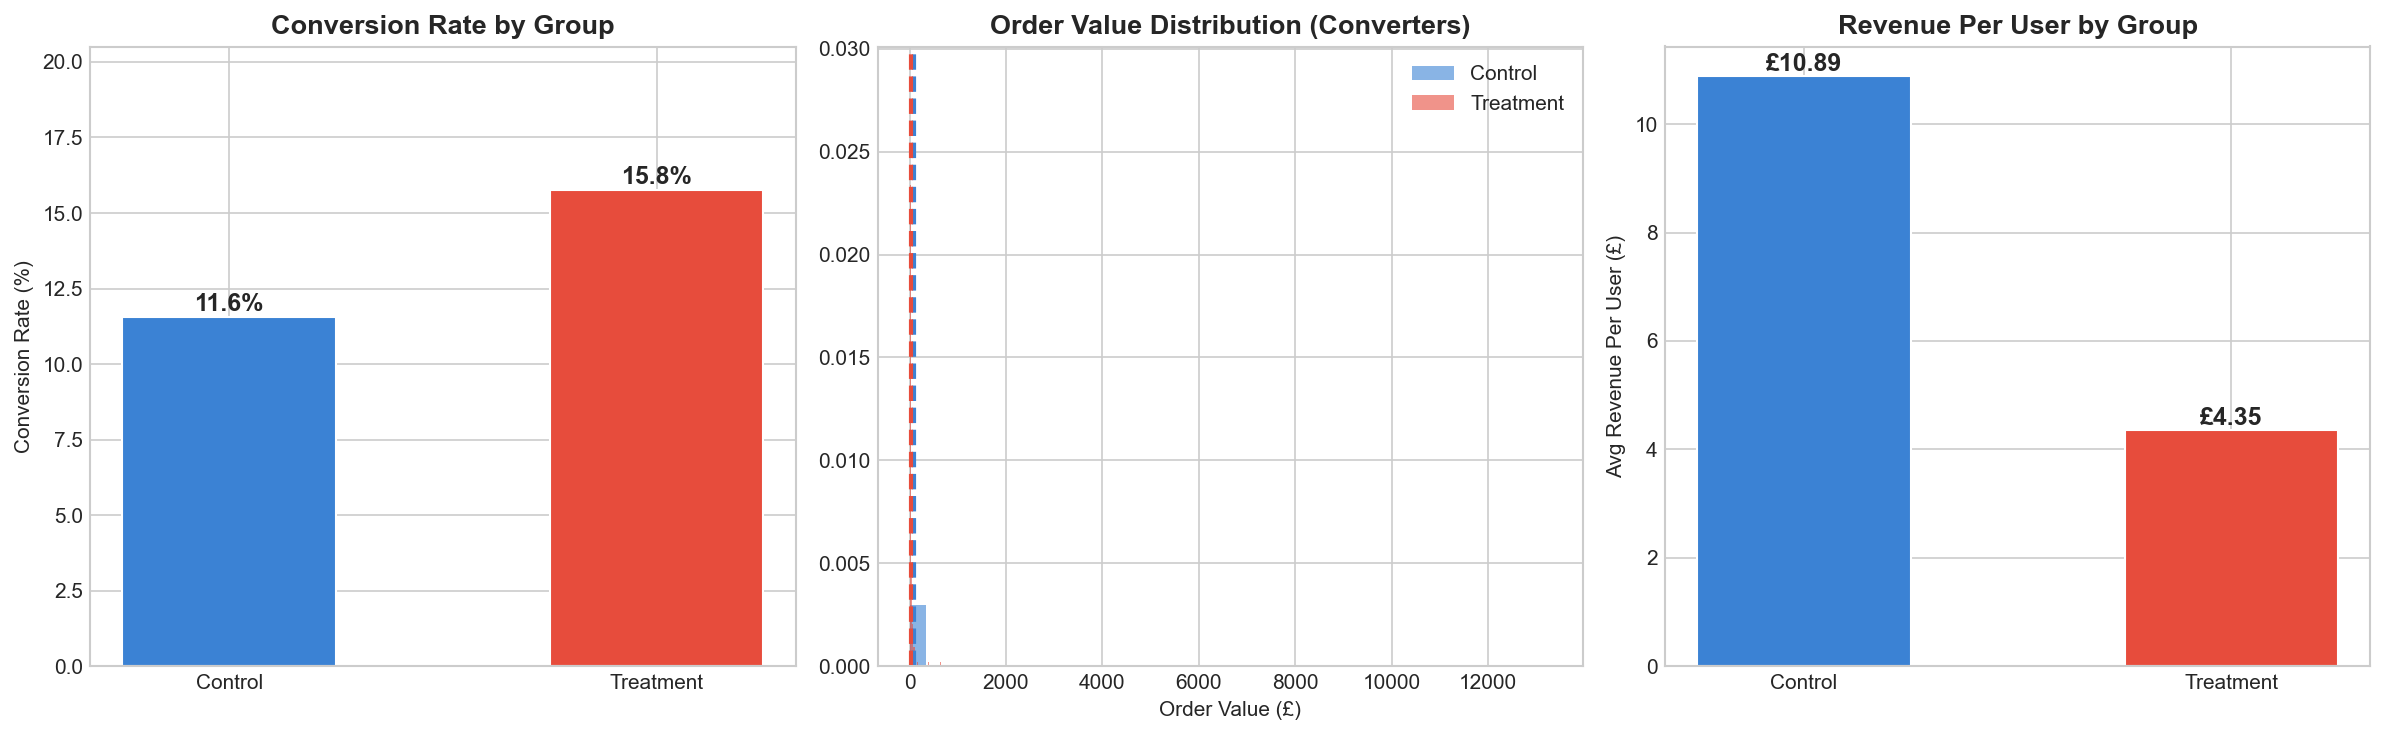 Conversion Rate by Group
Conversion Rate (%)
20.0
17.5
15.0
12.5
10.0
7.5
5.0
2.5
0.0
11.6%
15.8%
Control
Treatment
Order Value Distribution (Converters)
0.030
0.025
0.020
0.015
0.010
0.005
0.000
Control
Treatment
0
2000
4000
6000
8000
10000
12000
Order Value (£)
Revenue Per User by Group
Avg Revenue Per User (£)
10
8
6
4
2
0
£10.89
£4.35
Control
Treatment